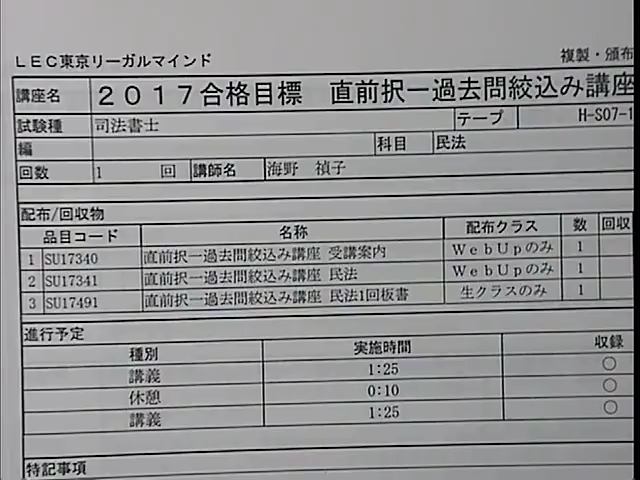 LEC東京リーガルマインド 複製・頒布
講座名 2017合格目標 直前択一過去問絞込み講座
試験種 司法書士 テープ H-S07-1
編 科目 民法
回数 1 回 講師名 海野 禎子
配布/回収物
品目コード 名称 配布クラス 数 回収
1 SU17340 直前択一過去問絞込み講座 受講案内 WebUpのみ 1
2 SU17341 直前択一過去問絞込み講座 民法 WebUpのみ 1
3 SU17491 直前択一過去問絞込み講座 民法1回板書 生クラスのみ 1
進行予定
種別 実施時間 収録
講義 1:25 ○
休憩 0:10 ○
講義 1:25 ○
特記事項